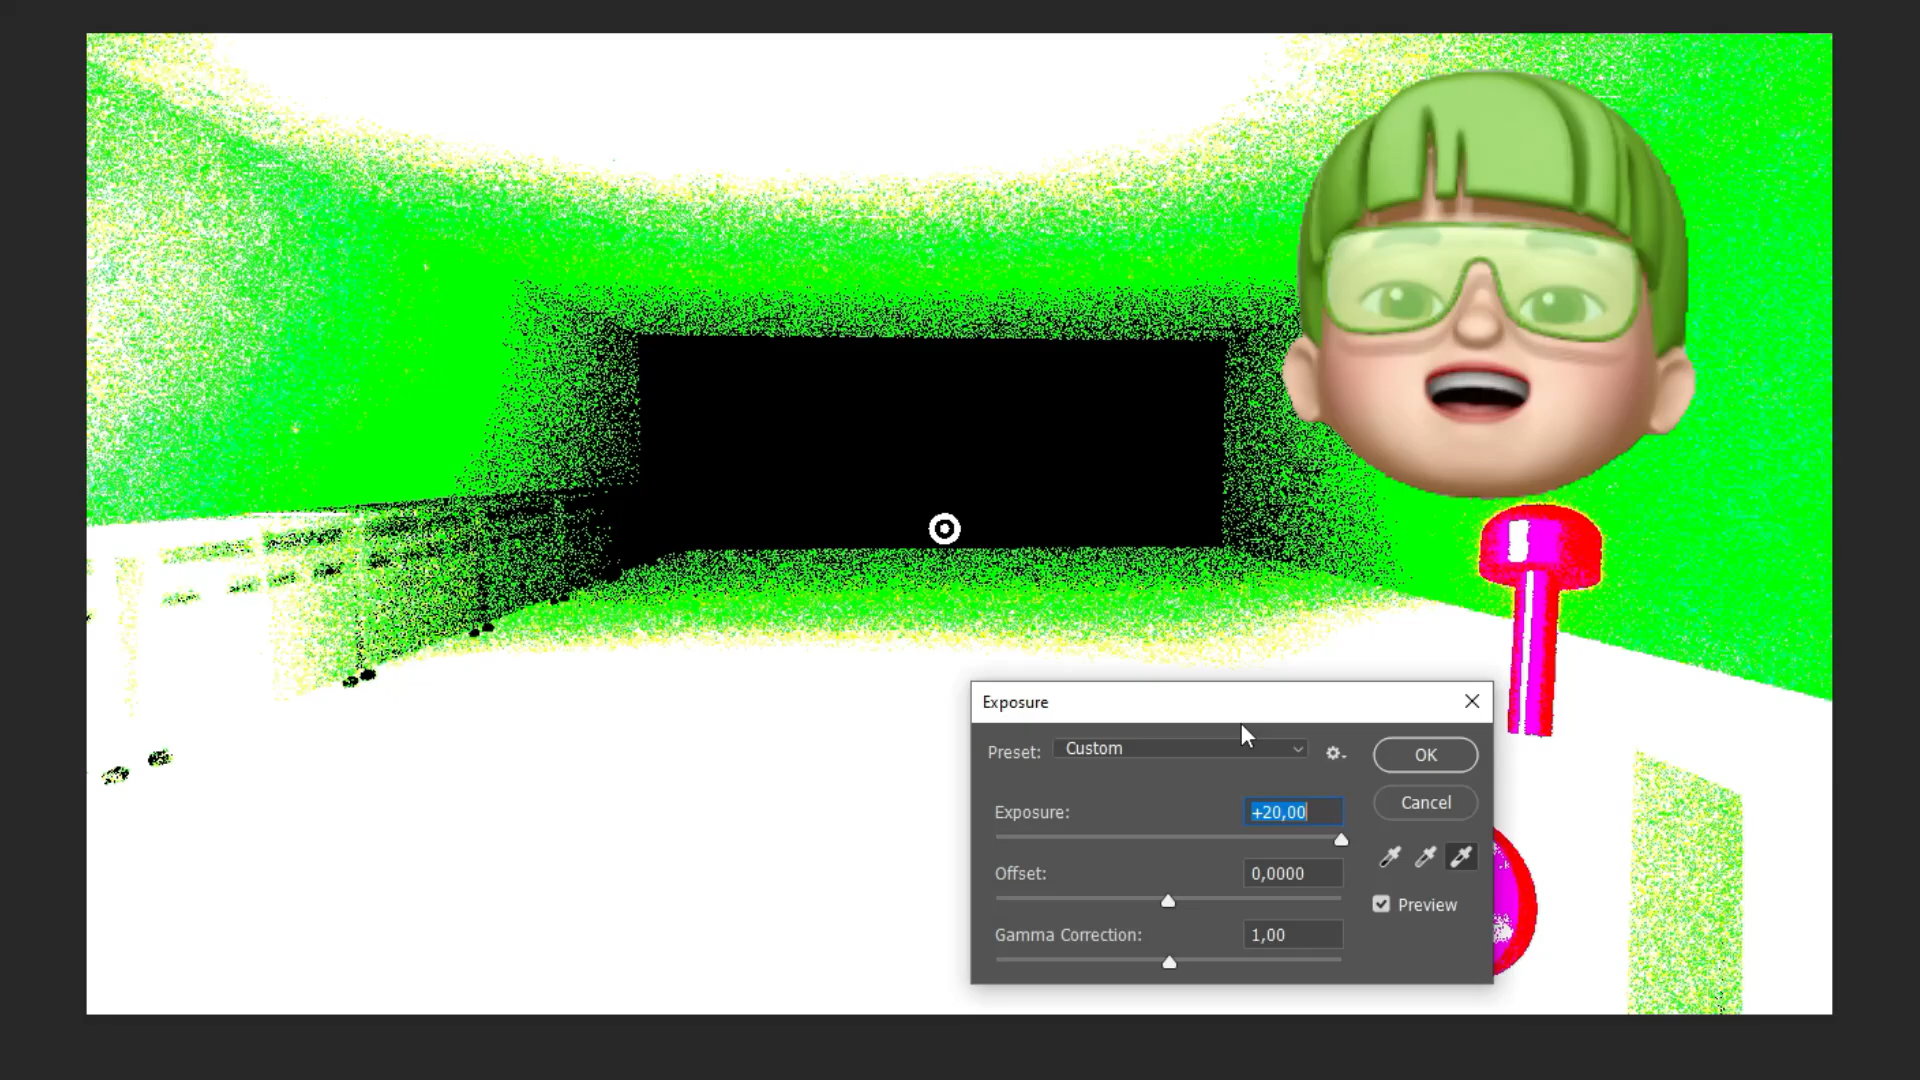 Exposure
Preset: Custom
OK
Exposure: +20,00
Cancel
Offset: 0,0000
Preview
Gamma Correction: 1,00